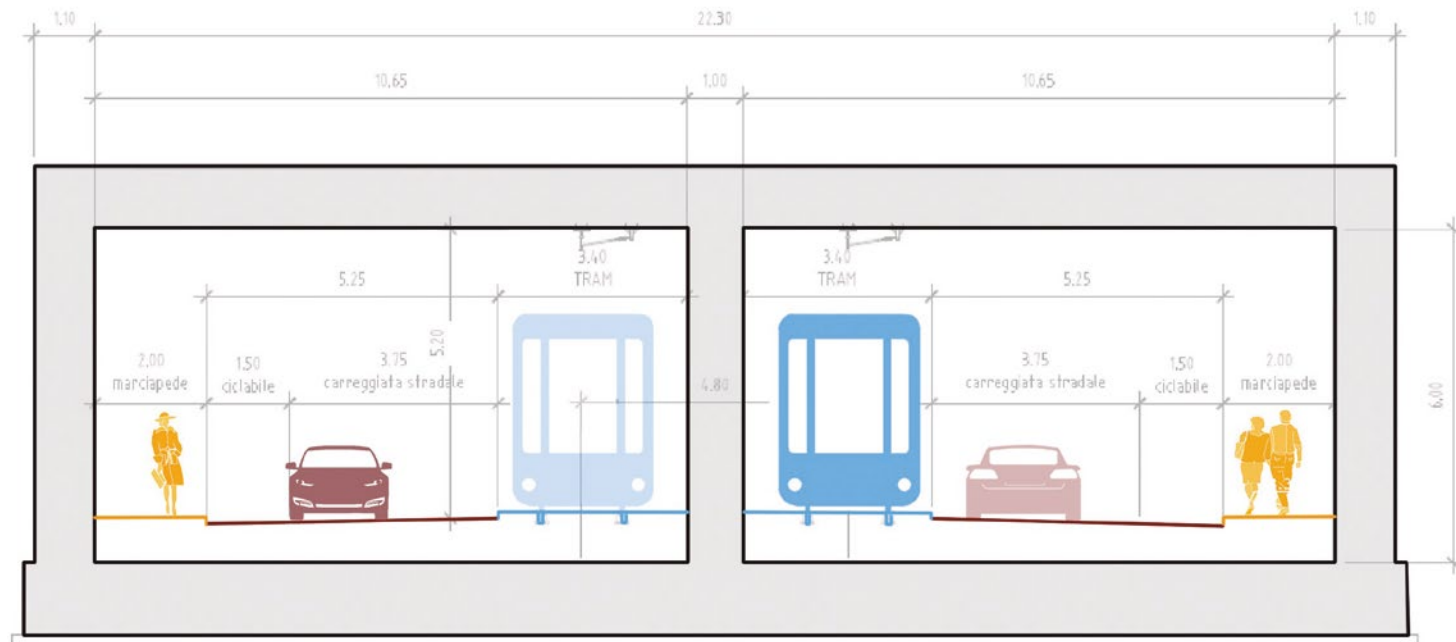 1,10 22.30 1,10
10,65 1,00 10,65
3.40 3.40
TRAM TRAM
5.25 5.25
5.20
6,00
2,00 1,50 3.75 4.80 3.75 1,50 2,00
marciapede ciclabile carreggiata stradale carreggiata stradale ciclabile marciapede